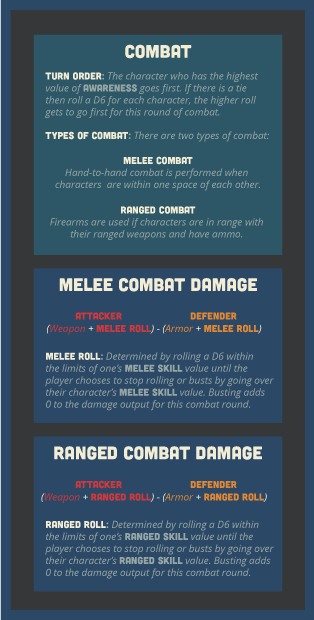 COMBAT
TURN ORDER: The character who has the highest
value of AWARENESS goes first. If there is a tie
then roll a D6 for each character, the higher roll
gets to go first for this round of combat.
TYPES OF COMBAT: There are two types of combat:
MELEE COMBAT
Hand-to-hand combat is performed when
characters are within one space of each other.
RANGED COMBAT
Firearms are used if characters are in range with
their ranged weapons and have ammo.
MELEE COMBAT DAMAGE
ATTACKER DEFENDER
(Weapon + MELEE ROLL) - (Armor + MELEE ROLL)
MELEE ROLL: Determined by rolling a D6 within
the limits of one's MELEE SKILL value until the
player chooses to stop rolling or busts by going over
their character's MELEE SKILL value. Busting adds
0 to the damage output for this combat round.
RANGED COMBAT DAMAGE
ATTACKER DEFENDER
(Weapon + RANGED ROLL) - (Armor + RANGED ROLL)
RANGED ROLL: Determined by rolling a D6 within
the limits of one's RANGED SKILL value until the
player chooses to stop rolling or busts by going over
their character's RANGED SKILL value. Busting adds
0 to the damage output for this combat round.